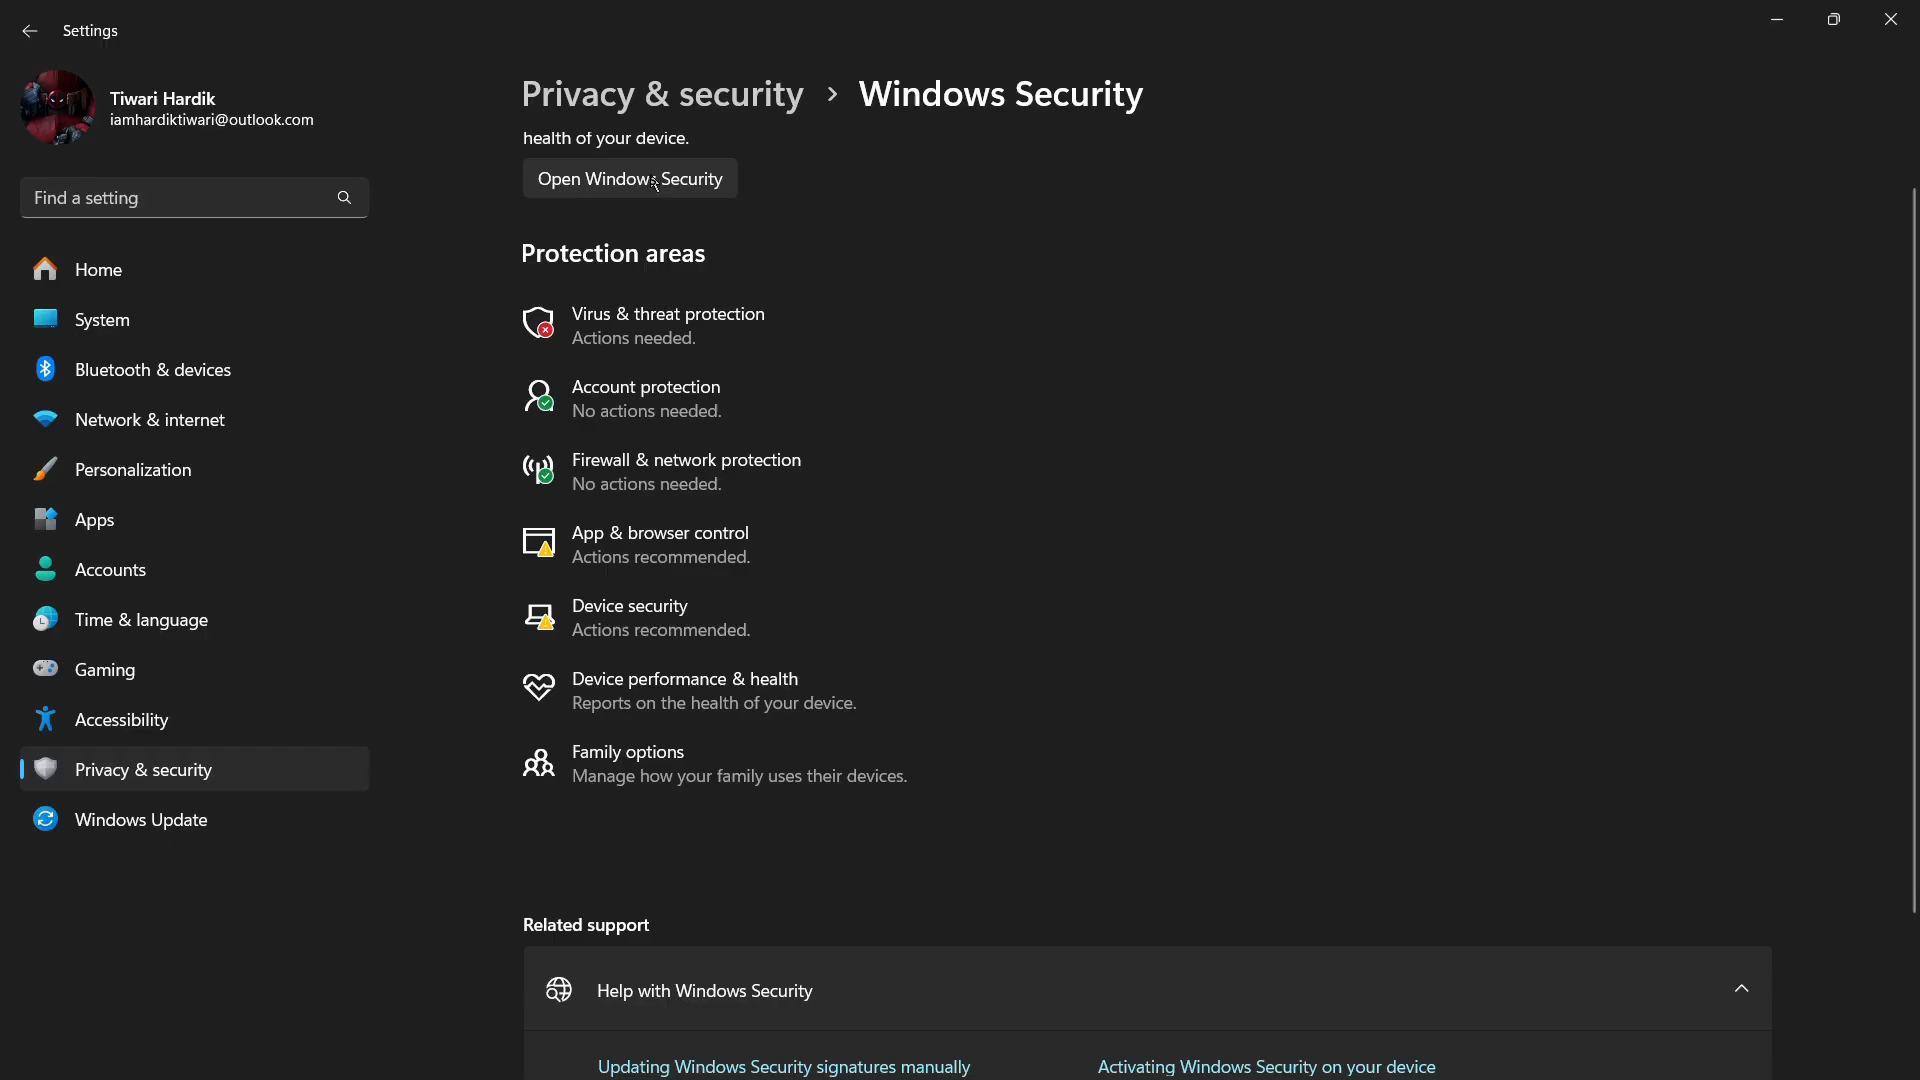 Settings
Tiwari Hardik
iamhardiktiwari@outlook.com
Find a setting
Home
System
Bluetooth & devices
Network & internet
Personalization
Apps
Accounts
Time & language
Gaming
Accessibility
Privacy & security
Windows Update
Privacy & security > Windows Security
health of your device.
Open Windows Security
Protection areas
Virus & threat protection
Actions needed.
Account protection
No actions needed.
Firewall & network protection
No actions needed.
App & browser control
Actions recommended.
Device security
Actions recommended.
Device performance & health
Reports on the health of your device.
Family options
Manage how your family uses their devices.
Related support
Help with Windows Security
Updating Windows Security signatures manually
Activating Windows Security on your device